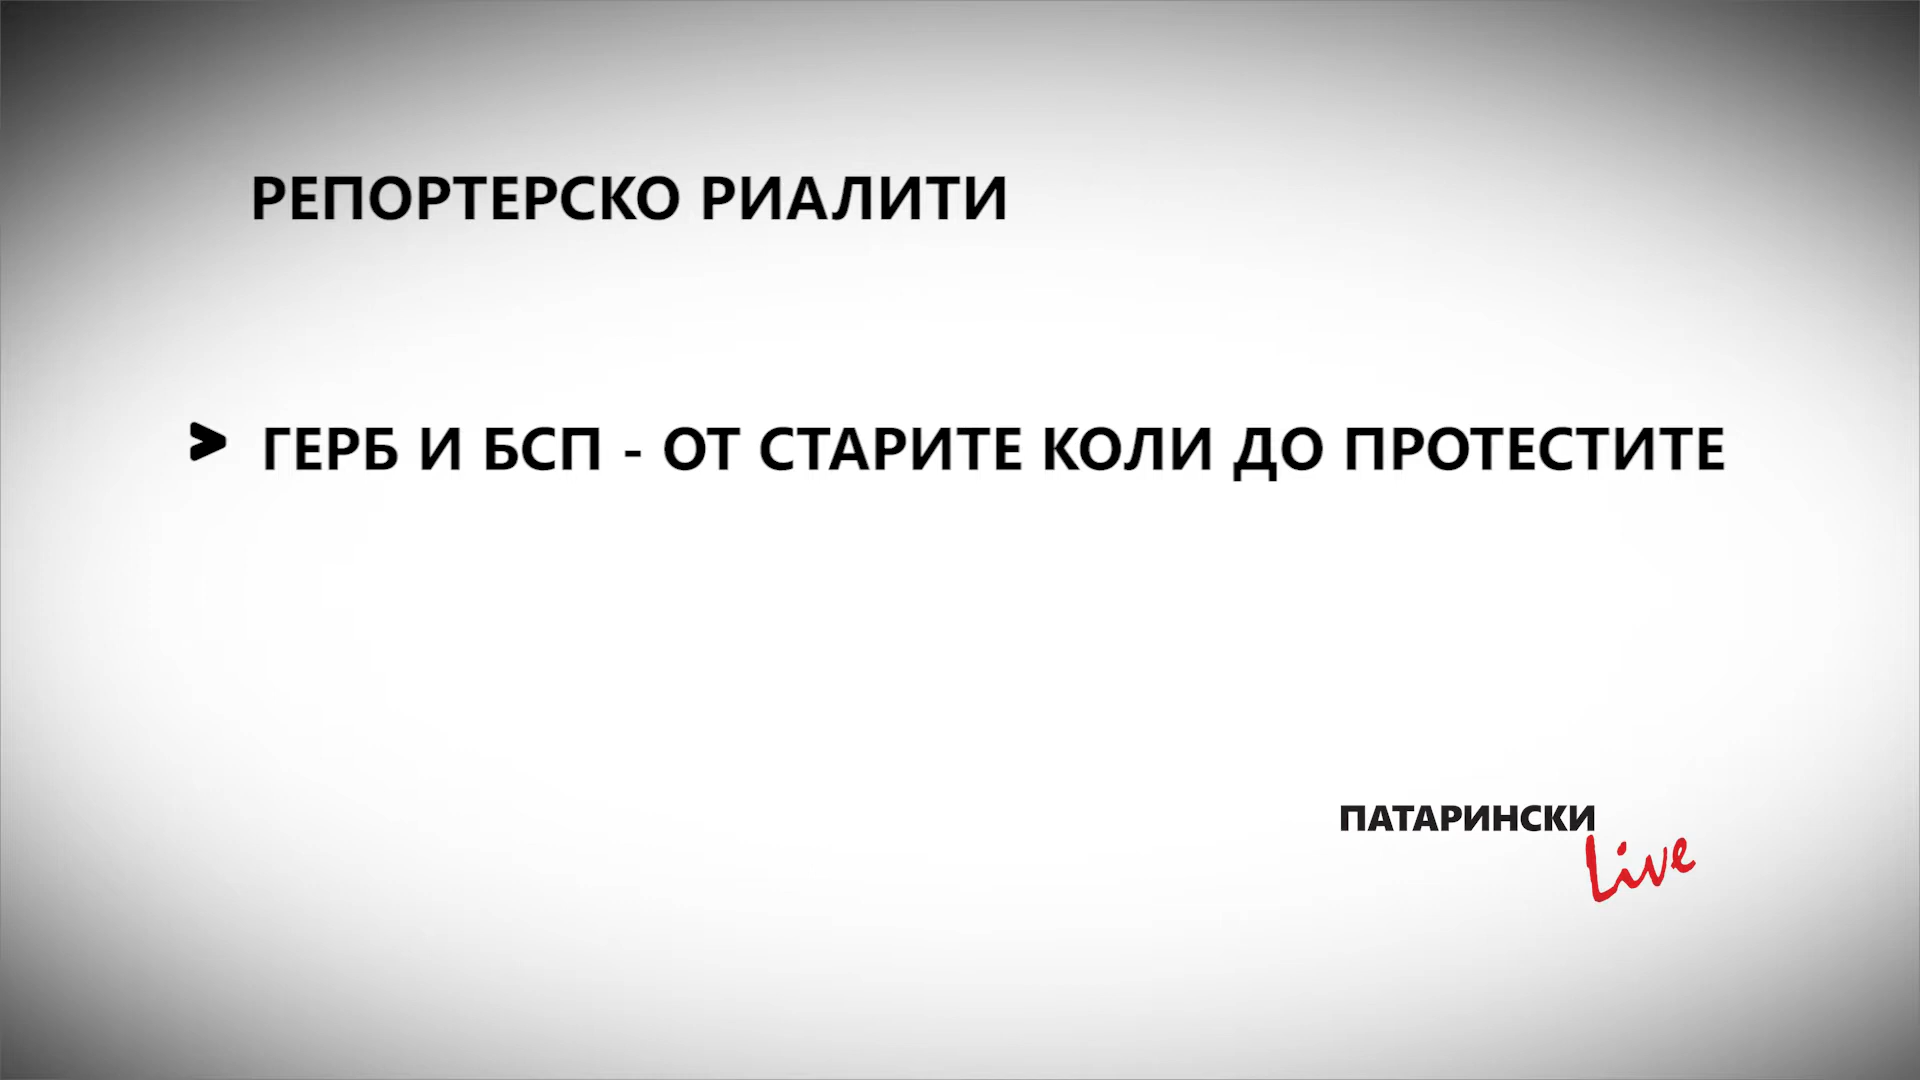 РЕПОРТЕРСКО РИАЛИТИ
> ГЕРБ И БСП - ОТ СТАРИТЕ КОЛИ ДО ПРОТЕСТИТЕ
ПАТАРИНСКИ
Live